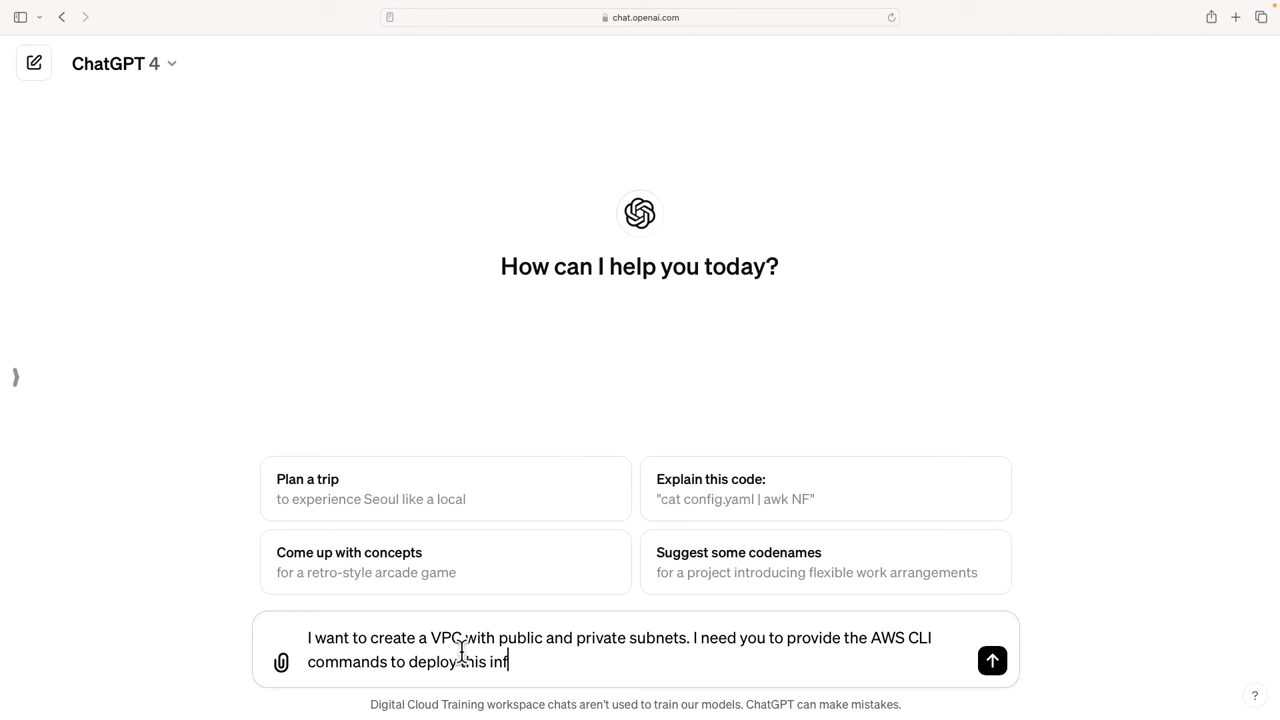 chat.openai.com
ChatGPT 4
How can I help you today?
Plan a trip
to experience Seoul like a local
Explain this code:
"cat config.yaml | awk NF"
Come up with concepts
for a retro-style arcade game
Suggest some codenames
for a project introducing flexible work arrangements
I want to create a VPC with public and private subnets. I need you to provide the AWS CLI
commands to deploy this inf
Digital Cloud Training workspace chats aren't used to train our models. ChatGPT can make mistakes.
?